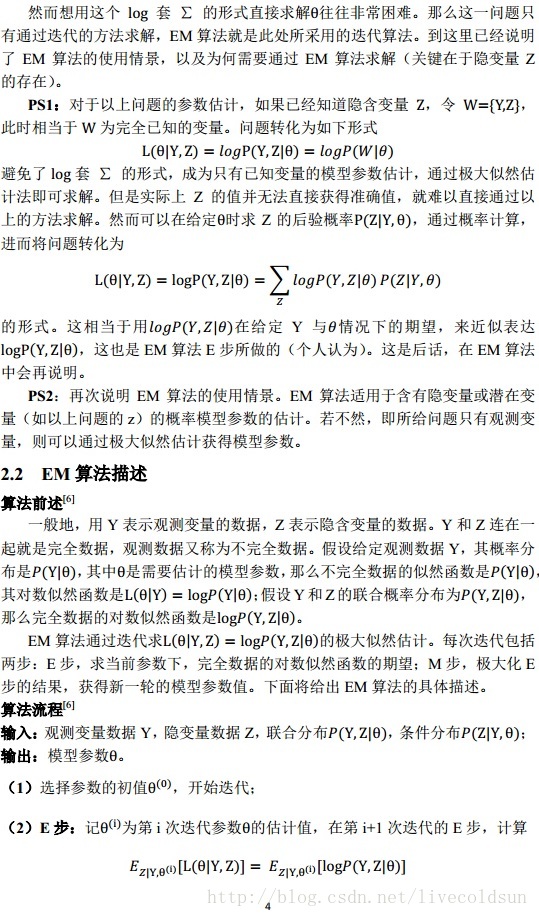 然而想用这个 log 套 ∑ 的形式直接求解θ往往非常困难。那么这一问题只
有通过迭代的方法求解，EM 算法就是此处所采用的迭代算法。到这里已经说明
了 EM 算法的使用情景，以及为何需要通过 EM 算法求解（关键在于隐变量 Z
的存在）。
PS1：对于以上问题的参数估计，如果已经知道隐含变量 Z，令 W={Y,Z}，
此时相当于 W 为完全已知的变量。问题转化为如下形式
L(θ|Y, Z) = logP(Y, Z|θ) = logP(W|θ)
避免了 log 套 ∑ 的形式，成为只有已知变量的模型参数估计，通过极大似然估
计法即可求解。但是实际上 Z 的值并无法直接获得准确值，就难以直接通过以
上的方法求解。然而可以在给定θ时求 Z 的后验概率P(Z|Y, θ)，通过概率计算，
进而将问题转化为
L(θ|Y, Z) = logP(Y, Z|θ) = ∑_Z logP(Y, Z|θ) P(Z|Y, θ)
的形式。这相当于用logP(Y, Z|θ)在给定 Y 与θ情况下的期望，来近似表达
logP(Y, Z|θ)，这也是 EM 算法 E 步所做的（个人认为）。这是后话，在 EM 算法
中会再说明。
PS2：再次说明 EM 算法的使用情景。EM 算法适用于含有隐变量或潜在变
量（如以上问题的 z）的概率模型参数的估计。若不然，即所给问题只有观测变
量，则可以通过极大似然估计获得模型参数。
2.2 EM 算法描述
算法前述[6]
一般地，用 Y 表示观测变量的数据，Z 表示隐含变量的数据。Y 和 Z 连在一
起就是完全数据，观测数据又称为不完全数据。假设给定观测数据 Y，其概率分
布是P(Y|θ)，其中θ是需要估计的模型参数，那么不完全数据的似然函数是P(Y|θ)，
其对数似然函数是L(θ|Y) = logP(Y|θ)；假设 Y 和 Z 的联合概率分布为P(Y, Z|θ)，
那么完全数据的对数似然函数是logP(Y, Z|θ)。
EM 算法通过迭代求L(θ|Y, Z) = logP(Y, Z|θ)的极大似然估计。每次迭代包括
两步：E 步，求当前参数下，完全数据的对数似然函数的期望；M 步，极大化 E
步的结果，获得新一轮的模型参数值。下面将给出 EM 算法的具体描述。
算法流程[6]
输入：观测变量数据 Y，隐变量数据 Z，联合分布P(Y, Z|θ)，条件分布P(Z|Y, θ)；
输出：模型参数θ。
（1）选择参数的初值θ^(0)，开始迭代；
（2）E 步：记θ^(i)为第 i 次迭代参数θ的估计值，在第 i+1 次迭代的 E 步，计算
E_{Z|Y,θ^(i)}[L(θ|Y, Z)] = E_{Z|Y,θ^(i)}[logP(Y, Z|θ)]
http://blog.csdn.net/livecoldsun
4